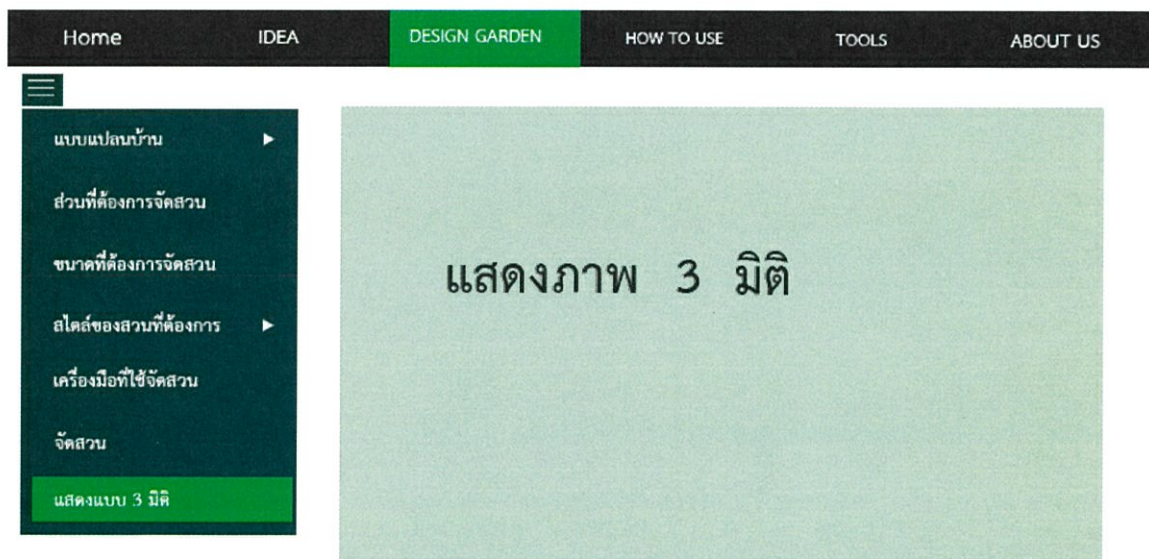 Home IDEA DESIGN GARDEN HOW TO USE TOOLS ABOUT US
แบบแปลนบ้าน
ส่วนที่ต้องการจัดสวน
ขนาดที่ต้องการจัดสวน
สไตล์ของสวนที่ต้องการ
เครื่องมือที่ใช้จัดสวน
จัดสวน
แสดงแบบ 3 มิติ
แสดงภาพ 3 มิติ